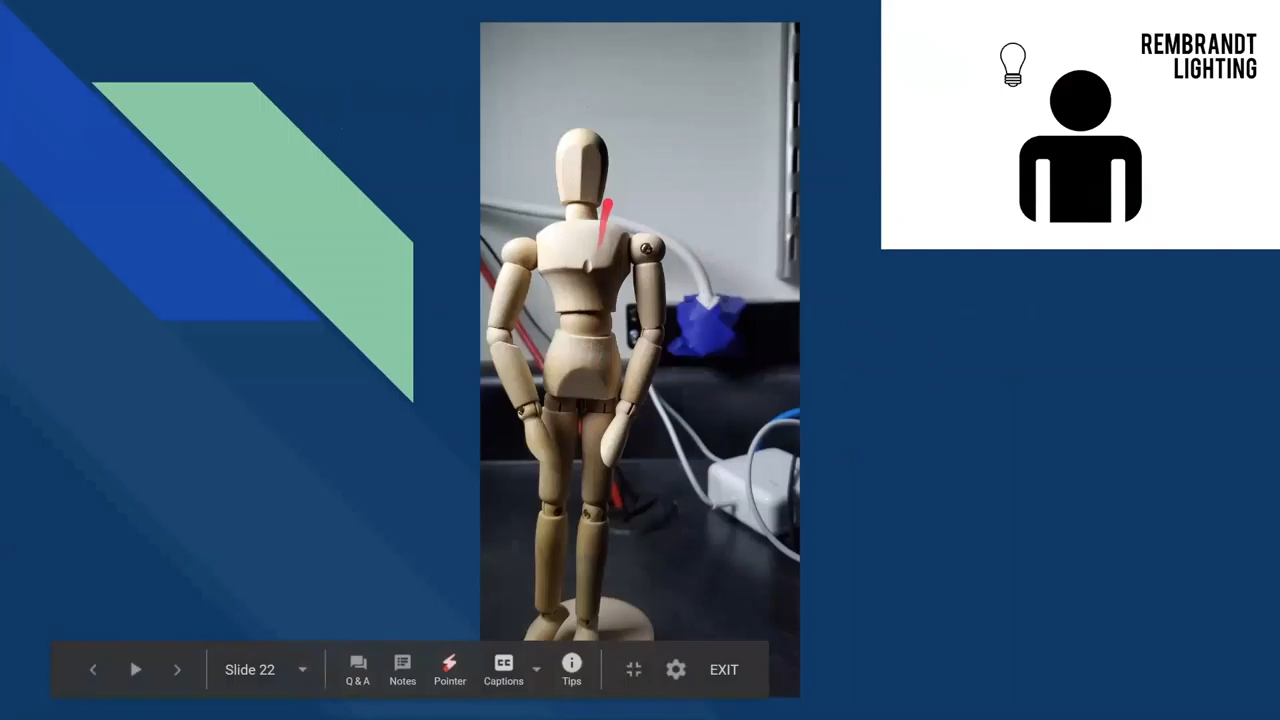 REMBRANDT
LIGHTING
Slide 22
Q & A
Notes
Pointer
CC
Captions
Tips
EXIT